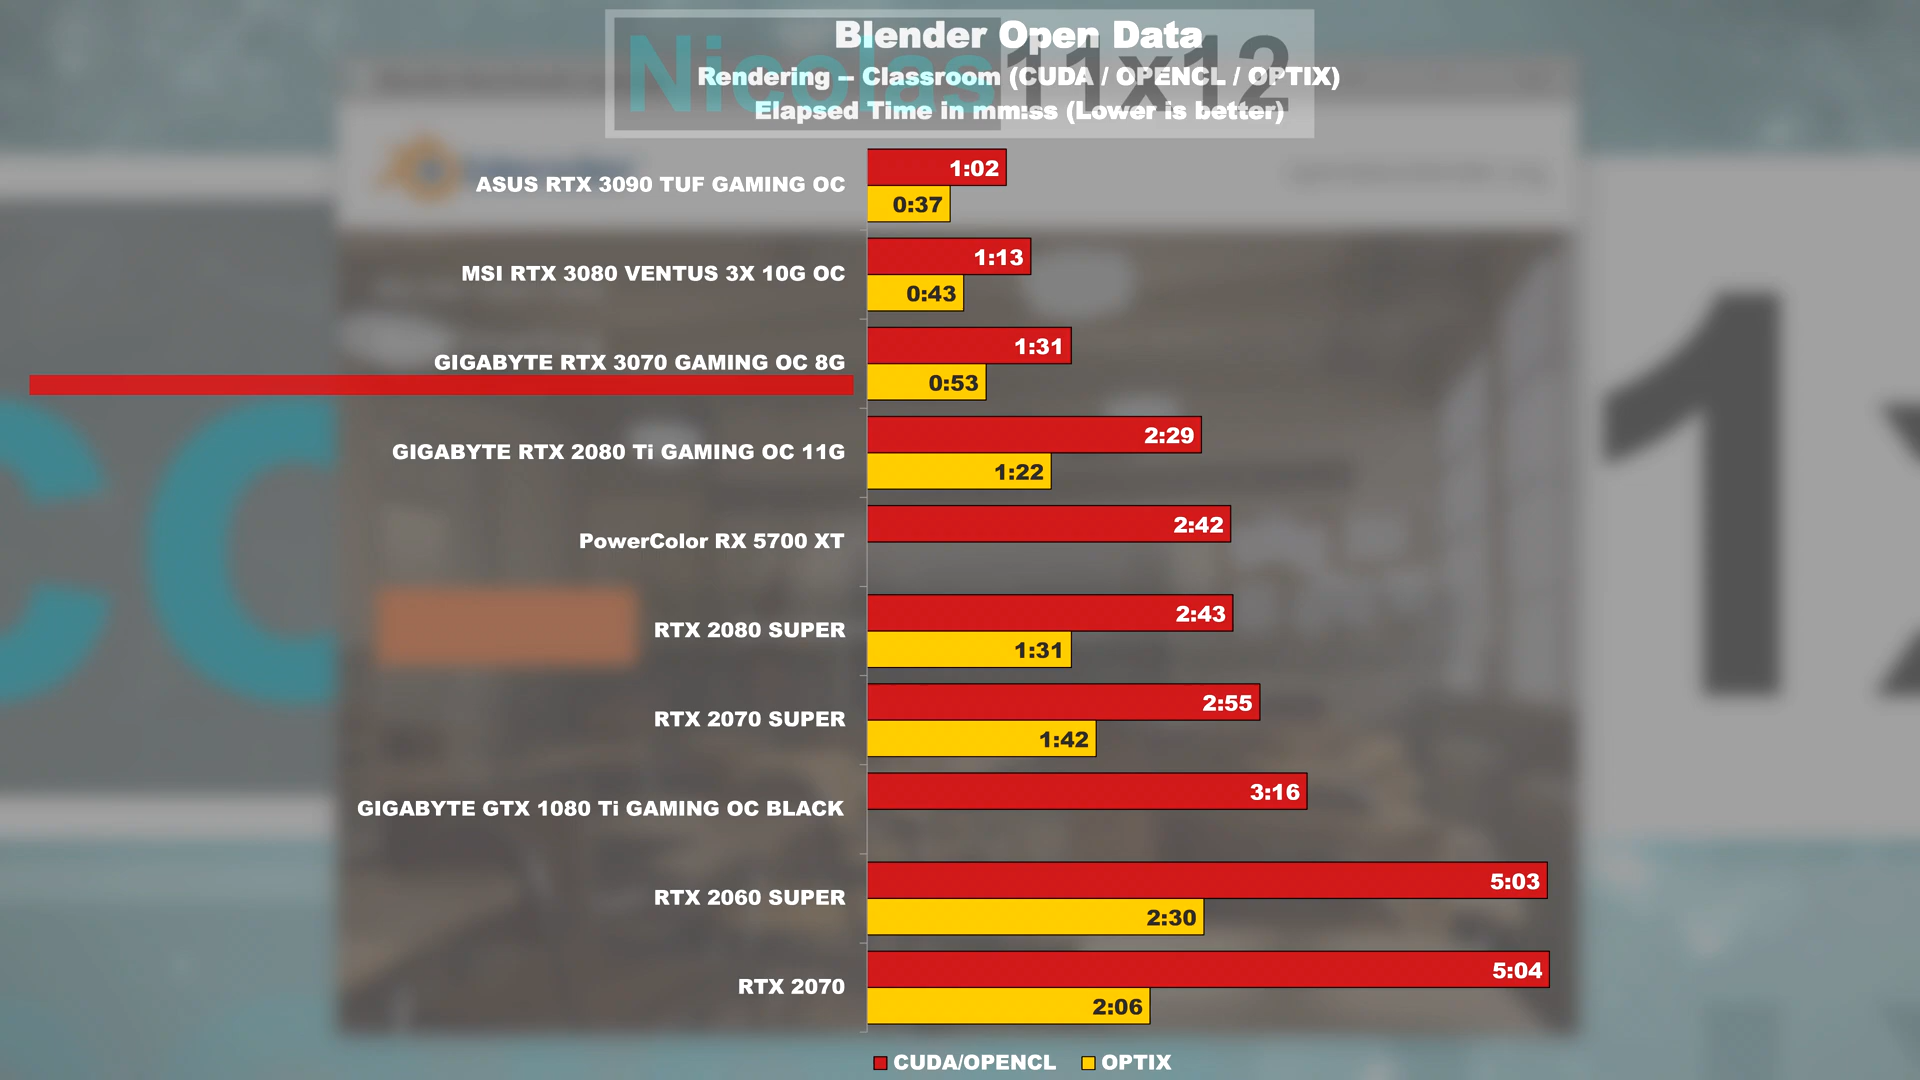 Blender Open Data
Nicolas11x12
Rendering – Classroom (CUDA / OPENCL / OPTIX)
Elapsed Time in mm:ss (Lower is better)
ASUS RTX 3090 TUF GAMING OC 1:02
0:37
MSI RTX 3080 VENTUS 3X 10G OC 1:13
0:43
GIGABYTE RTX 3070 GAMING OC 8G 1:31
0:53
GIGABYTE RTX 2080 Ti GAMING OC 11G 2:29
1:22
PowerColor RX 5700 XT 2:42
RTX 2080 SUPER 2:43
1:31
RTX 2070 SUPER 2:55
1:42
GIGABYTE GTX 1080 Ti GAMING OC BLACK 3:16
RTX 2060 SUPER 5:03
2:30
RTX 2070 5:04
2:06
CUDA/OPENCL OPTIX